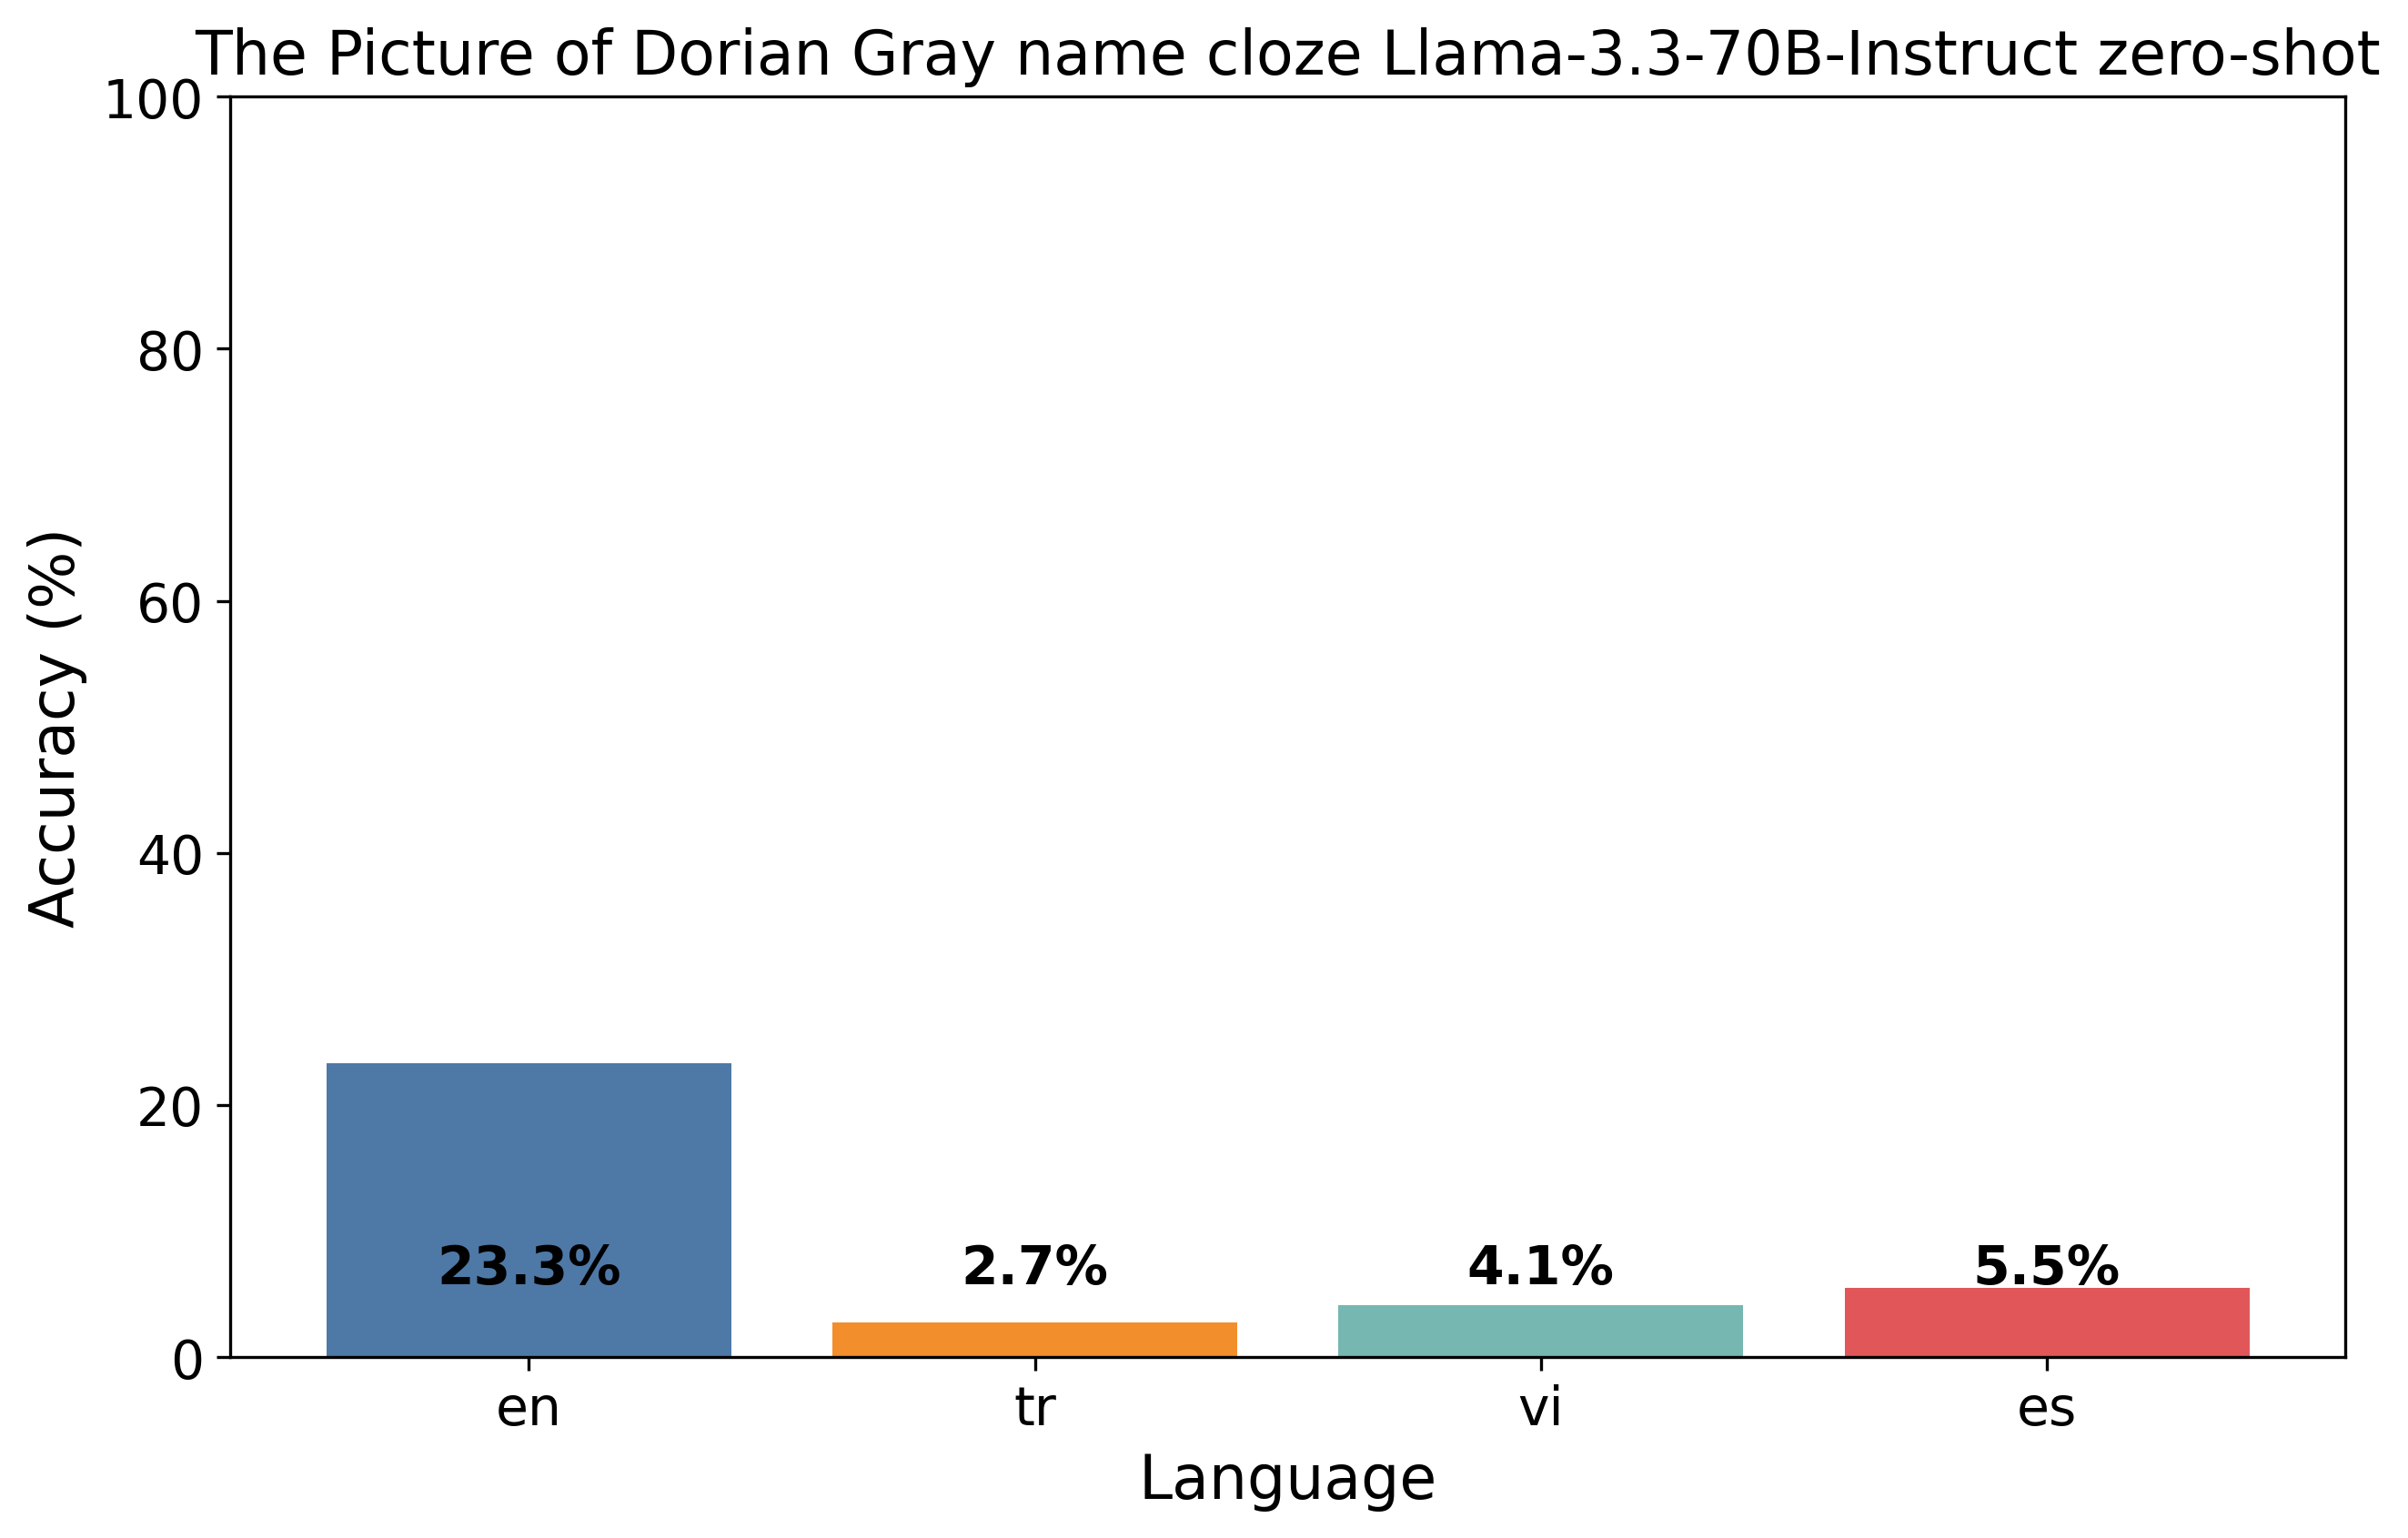 The Picture of Dorian Gray name cloze Llama-3.3-70B-Instruct zero-shot
100
80
60
40
20
0
Accuracy (%)
23.3%
2.7%
4.1%
5.5%
en
tr
vi
es
Language